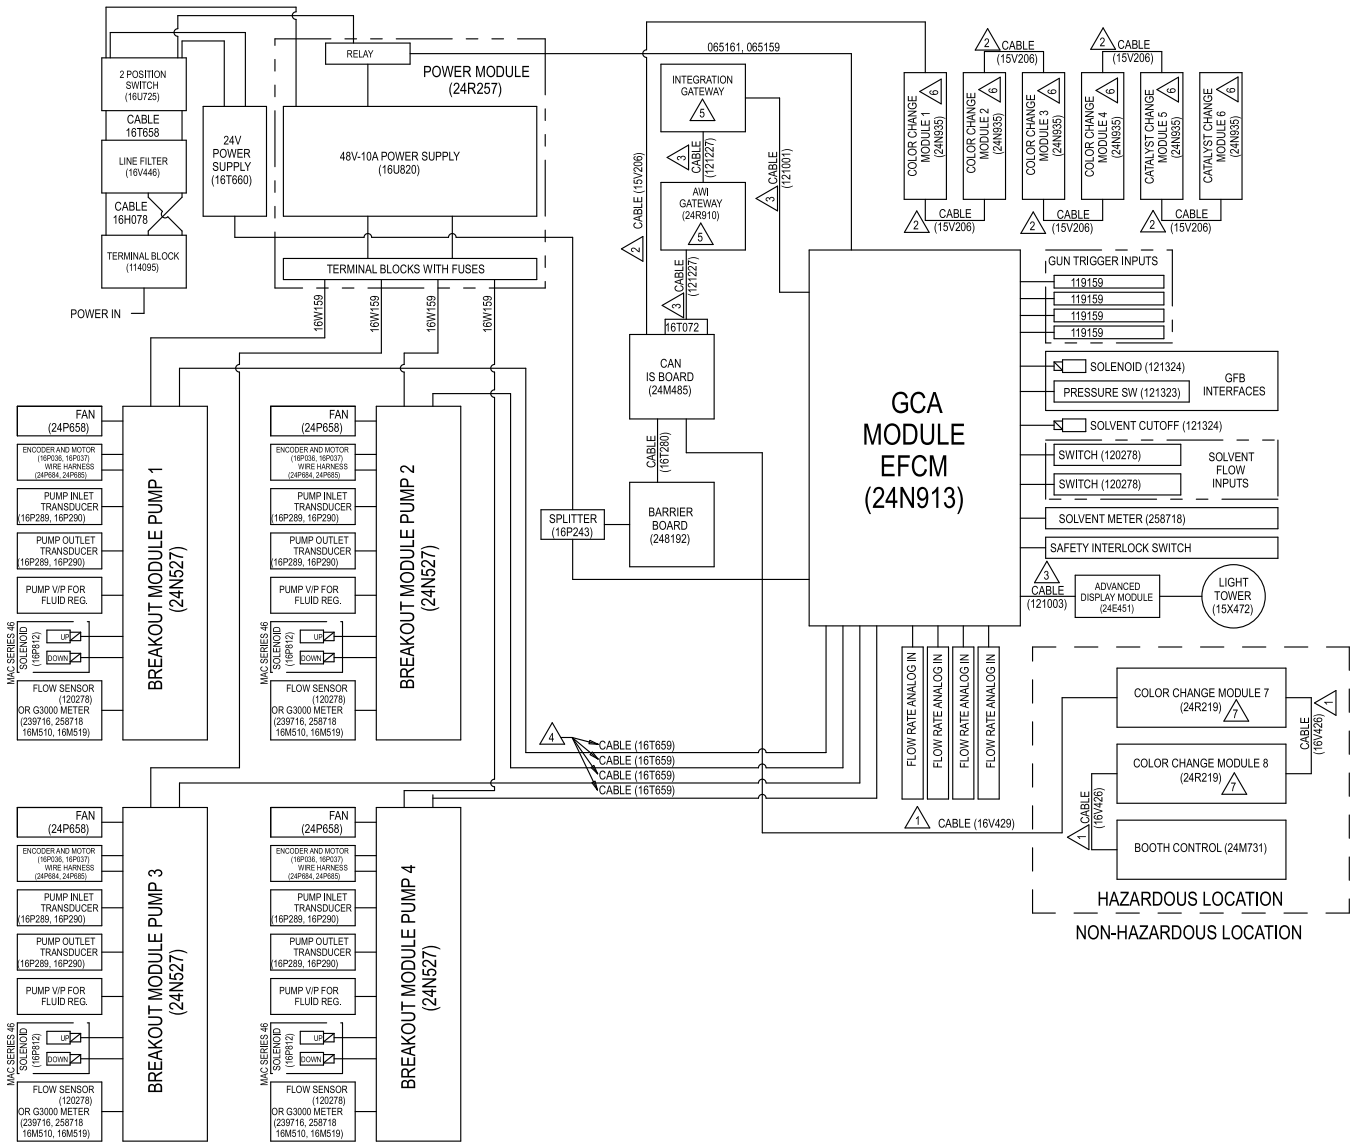 RELAY
POWER MODULE
(24R257)
2 POSITION
SWITCH
(16U725)
CABLE
16T658
LINE FILTER
(16V446)
CABLE
16H078
TERMINAL BLOCK
(114095)
POWER IN
24V
POWER
SUPPLY
(16T660)
48V-10A POWER SUPPLY
(16U820)
TERMINAL BLOCKS WITH FUSES
16W159
16W159
16W159
16W159
065161, 065159
INTEGRATION
GATEWAY
5
3
CABLE
(121227)
AWI
GATEWAY
(24R910)
5
3
CABLE
(121227)
3
CABLE
(121001)
2
CABLE (15V206)
16T072
CAN
IS BOARD
(24M485)
CABLE
(16T280)
BARRIER
BOARD
(248192)
SPLITTER
(16P243)
COLOR CHANGE
MODULE 1
(24N935)
6
COLOR CHANGE
MODULE 2
(24N935)
6
COLOR CHANGE
MODULE 3
(24N935)
6
COLOR CHANGE
MODULE 4
(24N935)
6
CATALYST CHANGE
MODULE 5
(24N935)
6
CATALYST CHANGE
MODULE 6
(24N935)
6
2
CABLE
(15V206)
2
CABLE
(15V206)
2
CABLE
(15V206)
2
CABLE
(15V206)
2
CABLE
(15V206)
GCA
MODULE
EFCM
(24N913)
GUN TRIGGER INPUTS
119159
119159
119159
119159
SOLENOID (121324)
PRESSURE SW (121323)
GFB
INTERFACES
SOLVENT CUTOFF (121324)
SWITCH (120278)
SWITCH (120278)
SOLVENT
FLOW
INPUTS
SOLVENT METER (258718)
SAFETY INTERLOCK SWITCH
3
CABLE
(121003)
ADVANCED
DISPLAY MODULE
(24E451)
LIGHT
TOWER
(15X472)
FLOW RATE ANALOG IN
FLOW RATE ANALOG IN
FLOW RATE ANALOG IN
FLOW RATE ANALOG IN
COLOR CHANGE MODULE 7
(24R219)
7
1
CABLE
(16V426)
COLOR CHANGE MODULE 8
(24R219)
7
1
CABLE
(16V426)
BOOTH CONTROL (24M731)
HAZARDOUS LOCATION
NON-HAZARDOUS LOCATION
1
CABLE (16V429)
4
CABLE (16T659)
CABLE (16T659)
CABLE (16T659)
CABLE (16T659)
FAN
(24P658)
ENCODER AND MOTOR
(16P036, 16P037)
WIRE HARNESS
(24P684, 24P685)
PUMP INLET
TRANSDUCER
(16P289, 16P290)
PUMP OUTLET
TRANSDUCER
(16P289, 16P290)
PUMP V/P FOR
FLUID REG.
MAC SERIES 46
SOLENOID
(16P812)
UP
DOWN
FLOW SENSOR
(120278)
OR G3000 METER
(239716, 258718
16M510, 16M519)
BREAKOUT MODULE PUMP 1
(24N527)
FAN
(24P658)
ENCODER AND MOTOR
(16P036, 16P037)
WIRE HARNESS
(24P684, 24P685)
PUMP INLET
TRANSDUCER
(16P289, 16P290)
PUMP OUTLET
TRANSDUCER
(16P289, 16P290)
PUMP V/P FOR
FLUID REG.
MAC SERIES 46
SOLENOID
(16P812)
UP
DOWN
FLOW SENSOR
(120278)
OR G3000 METER
(239716, 258718
16M510, 16M519)
BREAKOUT MODULE PUMP 2
(24N527)
FAN
(24P658)
ENCODER AND MOTOR
(16P036, 16P037)
WIRE HARNESS
(24P684, 24P685)
PUMP INLET
TRANSDUCER
(16P289, 16P290)
PUMP OUTLET
TRANSDUCER
(16P289, 16P290)
PUMP V/P FOR
FLUID REG.
MAC SERIES 46
SOLENOID
(16P812)
UP
DOWN
FLOW SENSOR
(120278)
OR G3000 METER
(239716, 258718
16M510, 16M519)
BREAKOUT MODULE PUMP 3
(24N527)
FAN
(24P658)
ENCODER AND MOTOR
(16P036, 16P037)
WIRE HARNESS
(24P684, 24P685)
PUMP INLET
TRANSDUCER
(16P289, 16P290)
PUMP OUTLET
TRANSDUCER
(16P289, 16P290)
PUMP V/P FOR
FLUID REG.
MAC SERIES 46
SOLENOID
(16P812)
UP
DOWN
FLOW SENSOR
(120278)
OR G3000 METER
(239716, 258718
16M510, 16M519)
BREAKOUT MODULE PUMP 4
(24N527)